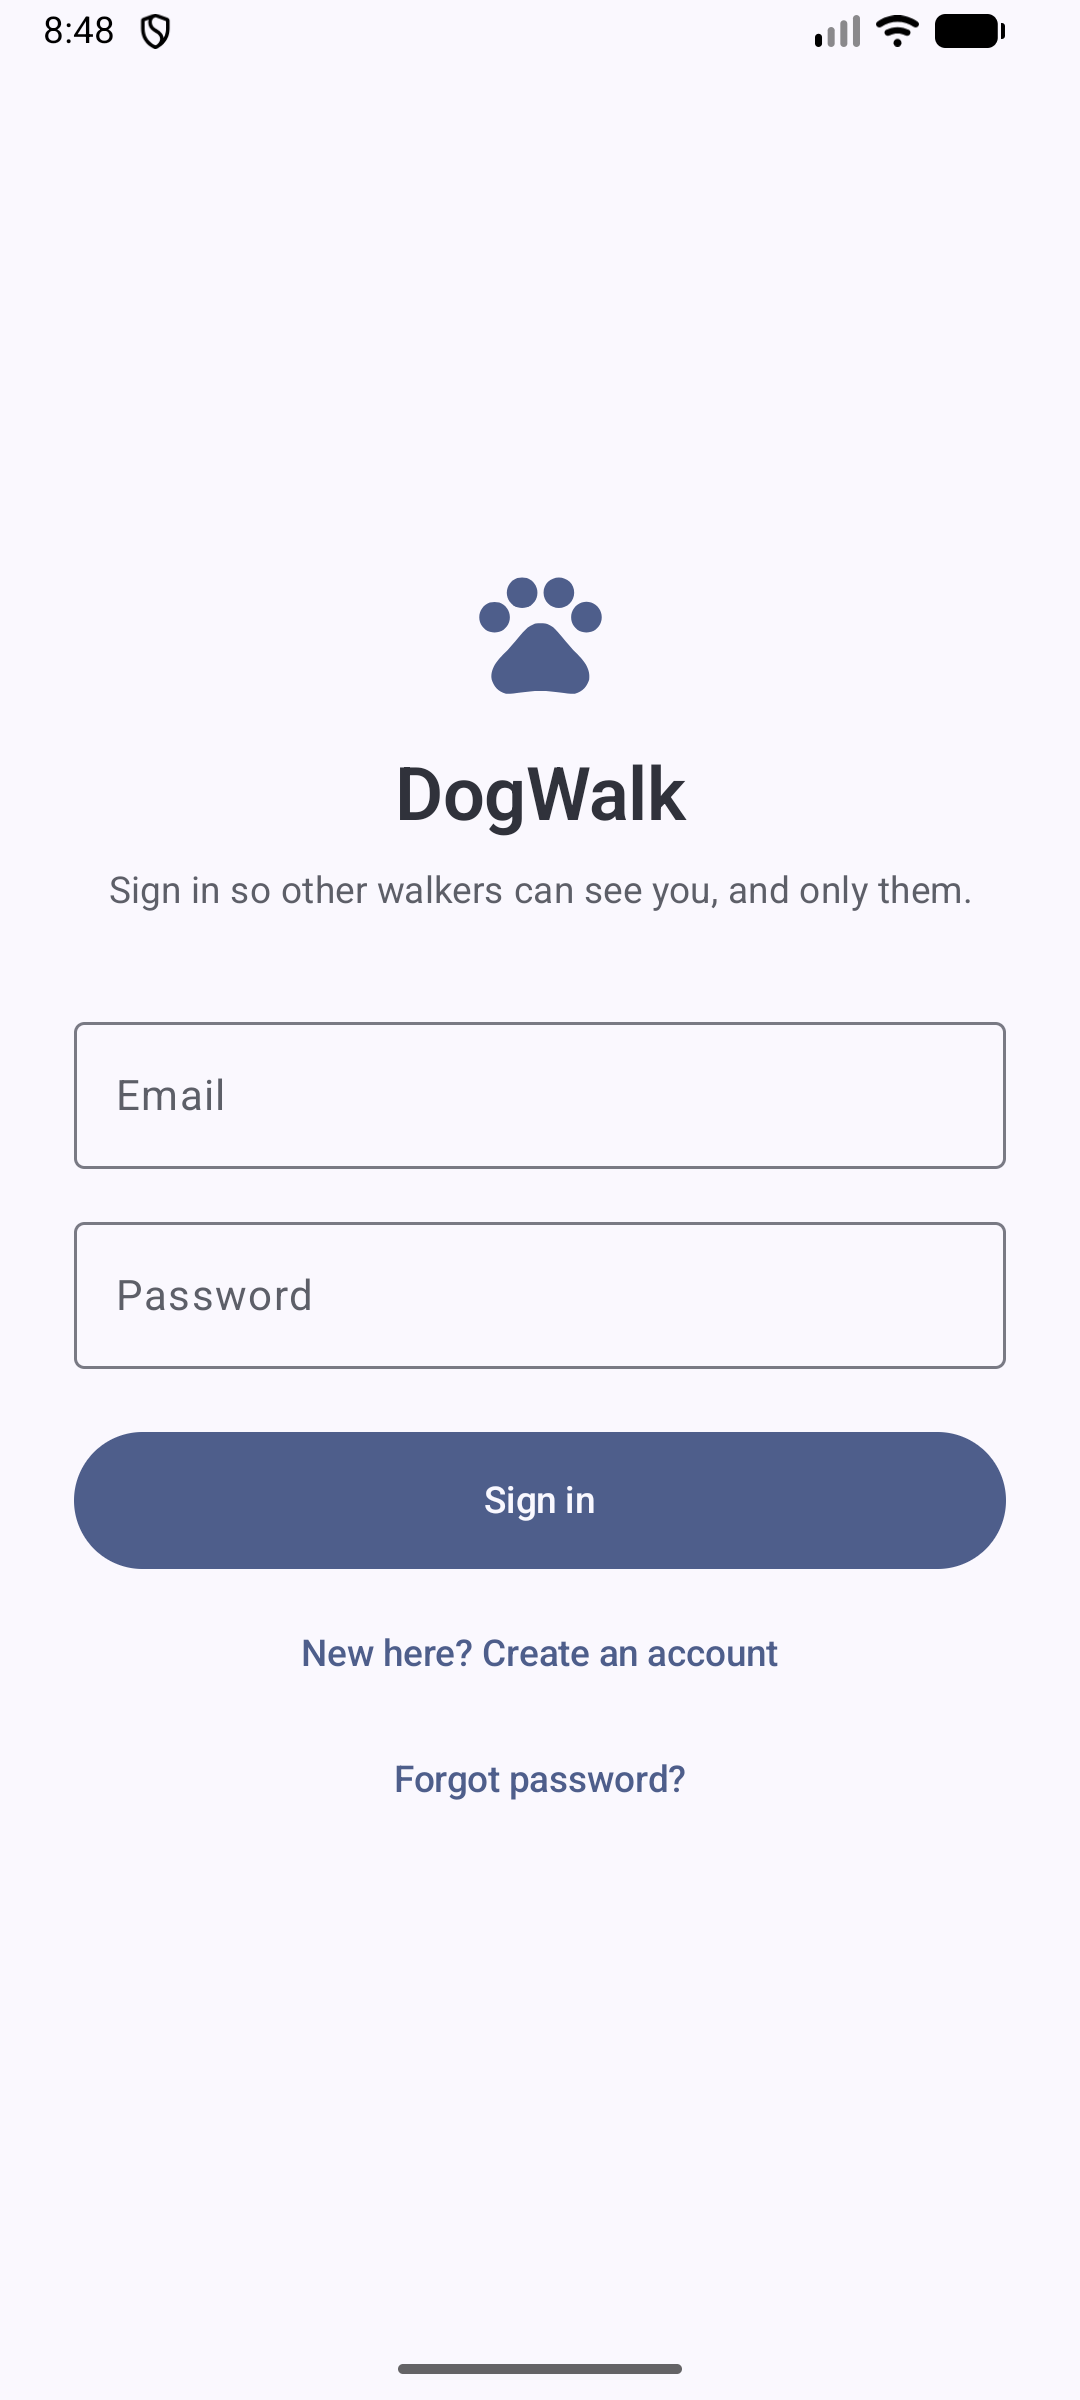 8:48
DogWalk
Sign in so other walkers can see you, and only them.
Email
Password
Sign in
New here? Create an account
Forgot password?